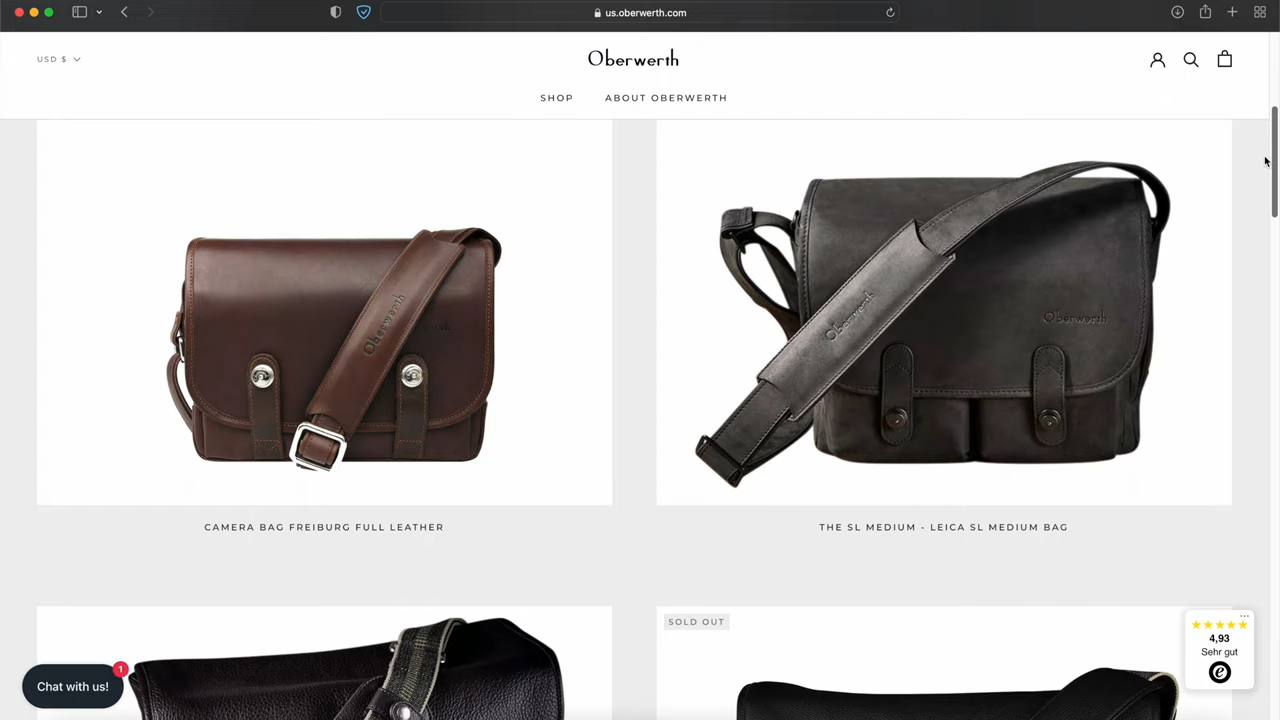 us.oberwerth.com
USD $
Oberwerth
SHOP
ABOUT OBERWERTH
Oberwerth
Oberwerth
Oberwerth
CAMERA BAG FREIBURG FULL LEATHER
THE SL MEDIUM - LEICA SL MEDIUM BAG
SOLD OUT
4,93
Sehr gut
e
1
Chat with us!